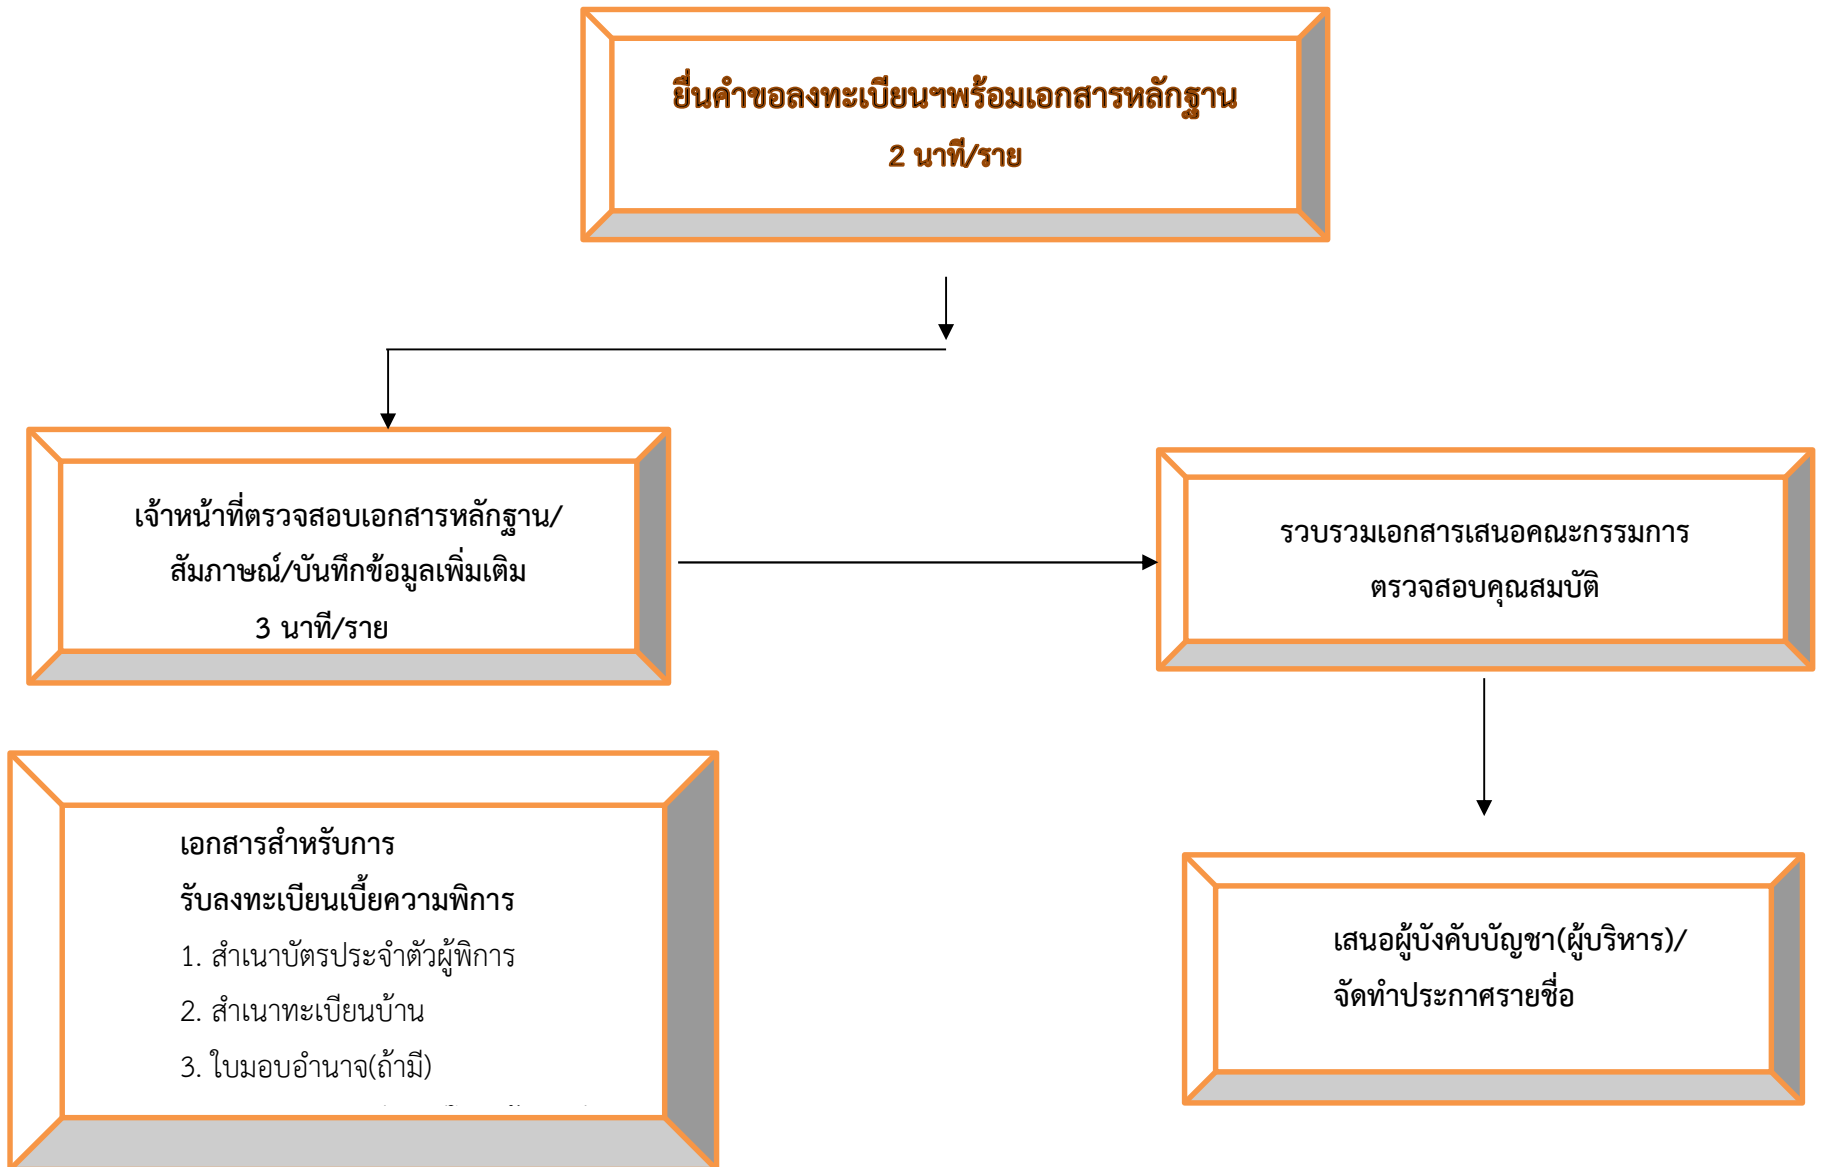 ยื่นคำขอลงทะเบียนฯพร้อมเอกสารหลักฐาน
2 นาที/ราย
เจ้าหน้าที่ตรวจสอบเอกสารหลักฐาน/
สัมภาษณ์/บันทึกข้อมูลเพิ่มเติม
3 นาที/ราย
รวบรวมเอกสารเสนอคณะกรรมการ
ตรวจสอบคุณสมบัติ
เอกสารสำหรับการ
รับลงทะเบียนเบี้ยความพิการ
1. สำเนาบัตรประจำตัวผู้พิการ
2. สำเนาทะเบียนบ้าน
3. ใบมอบอำนาจ(ถ้ามี)
เสนอผู้บังคับบัญชา(ผู้บริหาร)/
จัดทำประกาศรายชื่อ